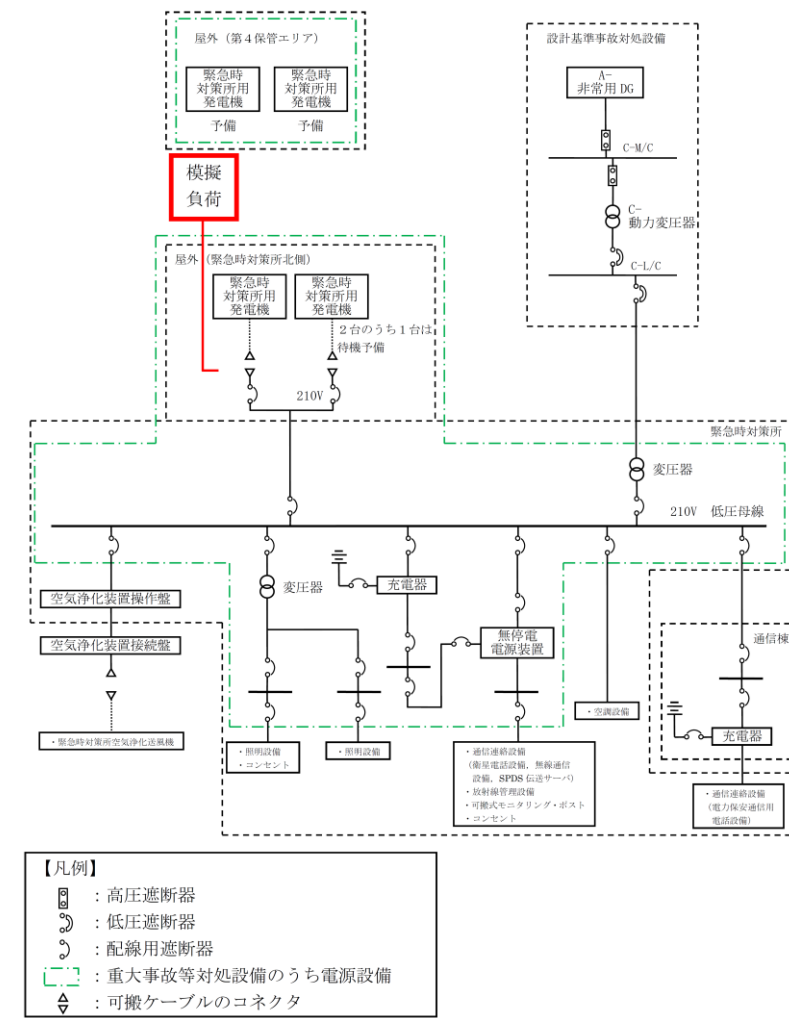 屋外（第４保管エリア）
緊急時
対策所用
発電機
緊急時
対策所用
発電機
予備
予備
模擬
負荷
設計基準事故対処設備
A-
非常用 DG
C-M/C
C-
動力変圧器
C-L/C
屋外（緊急時対策所北側）
緊急時
対策所用
発電機
緊急時
対策所用
発電機
２台のうち１台は
待機予備
210V
緊急時対策所
変圧器
210V 低圧母線
空気浄化装置操作盤
変圧器
充電器
無停電
電源装置
空気浄化装置接続盤
通信棟
・緊急時対策所空気浄化送風機
・照明設備
・コンセント
・照明設備
・通信連絡設備
（衛星電話設備，無線通信
設備，SPDS 伝送サーバ）
・放射線管理設備
・可搬式モニタリング・ポスト
・コンセント
・空調設備
充電器
・通信連絡設備
（電力保安通信用
電話設備）
【凡例】
：高圧遮断器
：低圧遮断器
：配線用遮断器
：重大事故等対処設備のうち電源設備
：可搬ケーブルのコネクタ